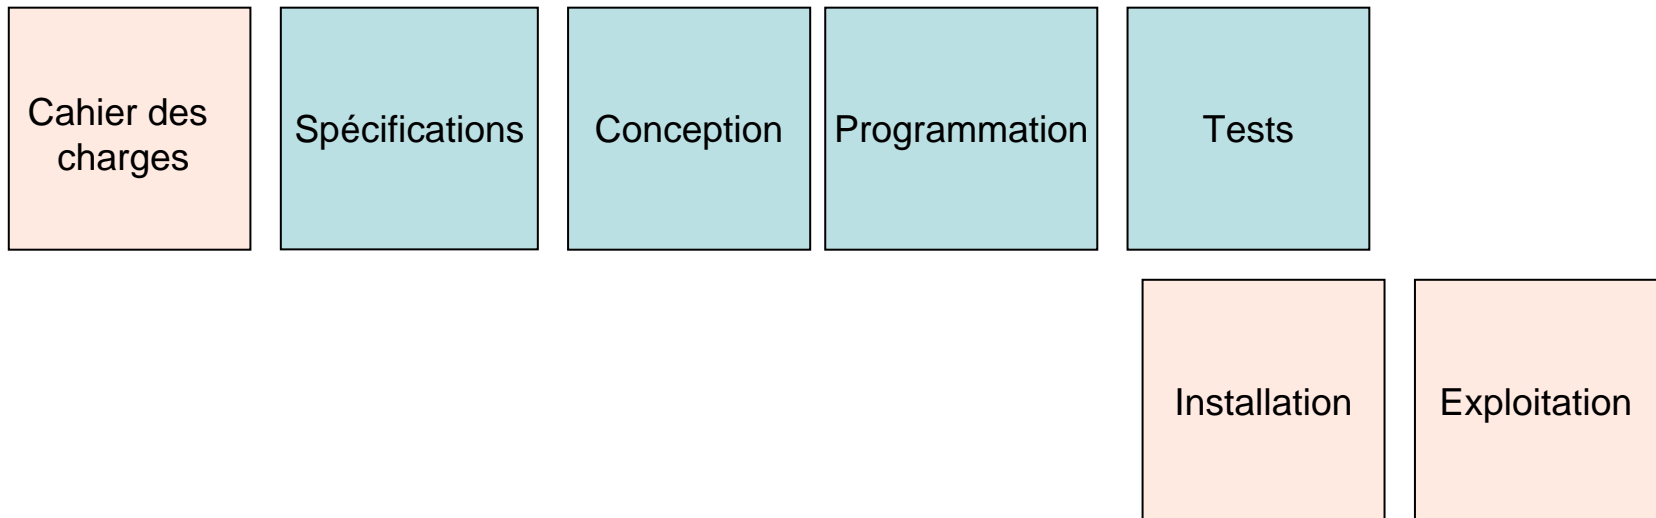 Cahier des
charges
Spécifications
Conception
Programmation
Tests
Installation
Exploitation